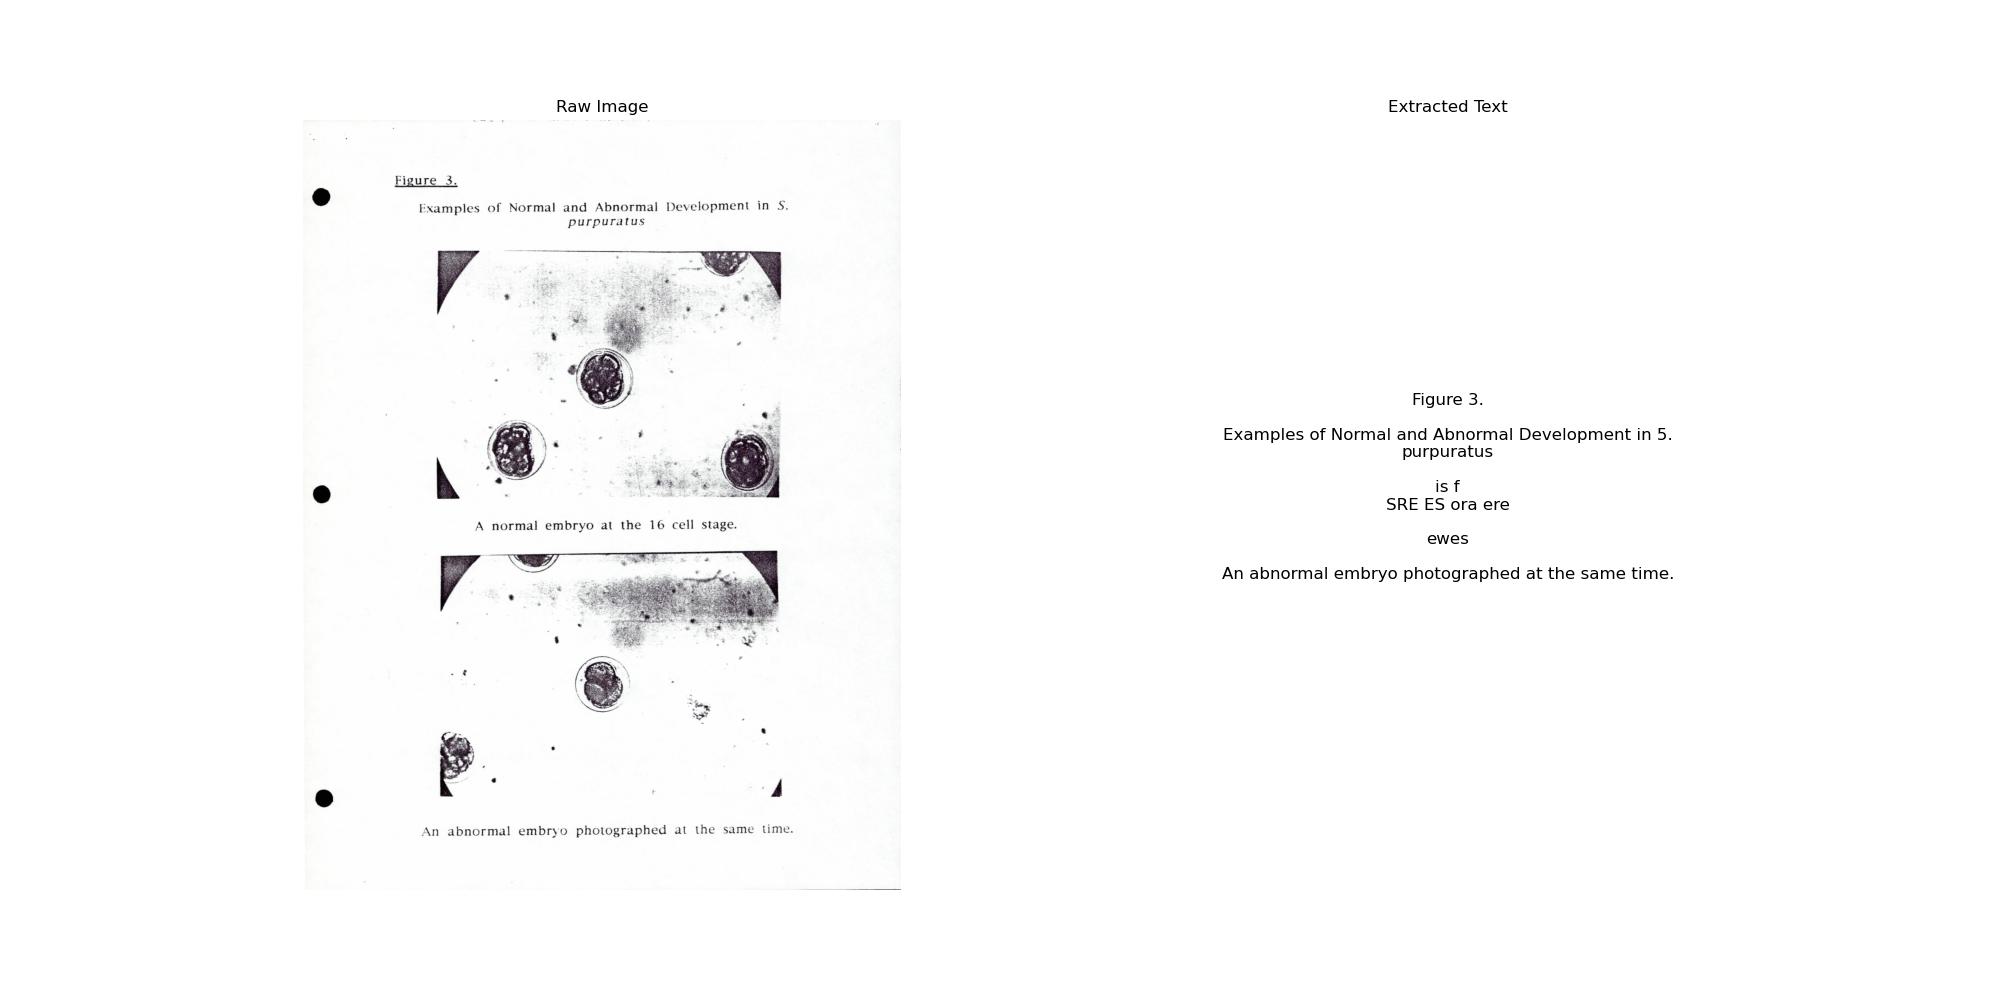 Raw Image
Figure 3.
Examples of Normal and Abnormal Development in S.
purpuratus
A normal embryo at the 16 cell stage.
An abnormal embryo photographed at the same time.
Extracted Text
Figure 3.
Examples of Normal and Abnormal Development in 5.
purpuratus
is f
SRE ES ora ere
ewes
An abnormal embryo photographed at the same time.